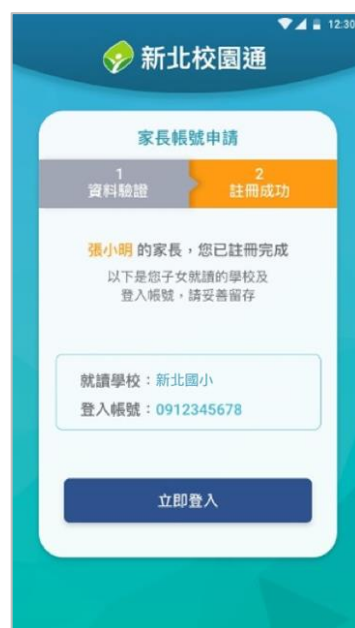 12:30
新北校園通
家長帳號申請
1
資料驗證
2
註冊成功
張小明 的家長，您已註冊完成
以下是您子女就讀的學校及
登入帳號，請妥善留存
就讀學校：新北國小
登入帳號：0912345678
立即登入